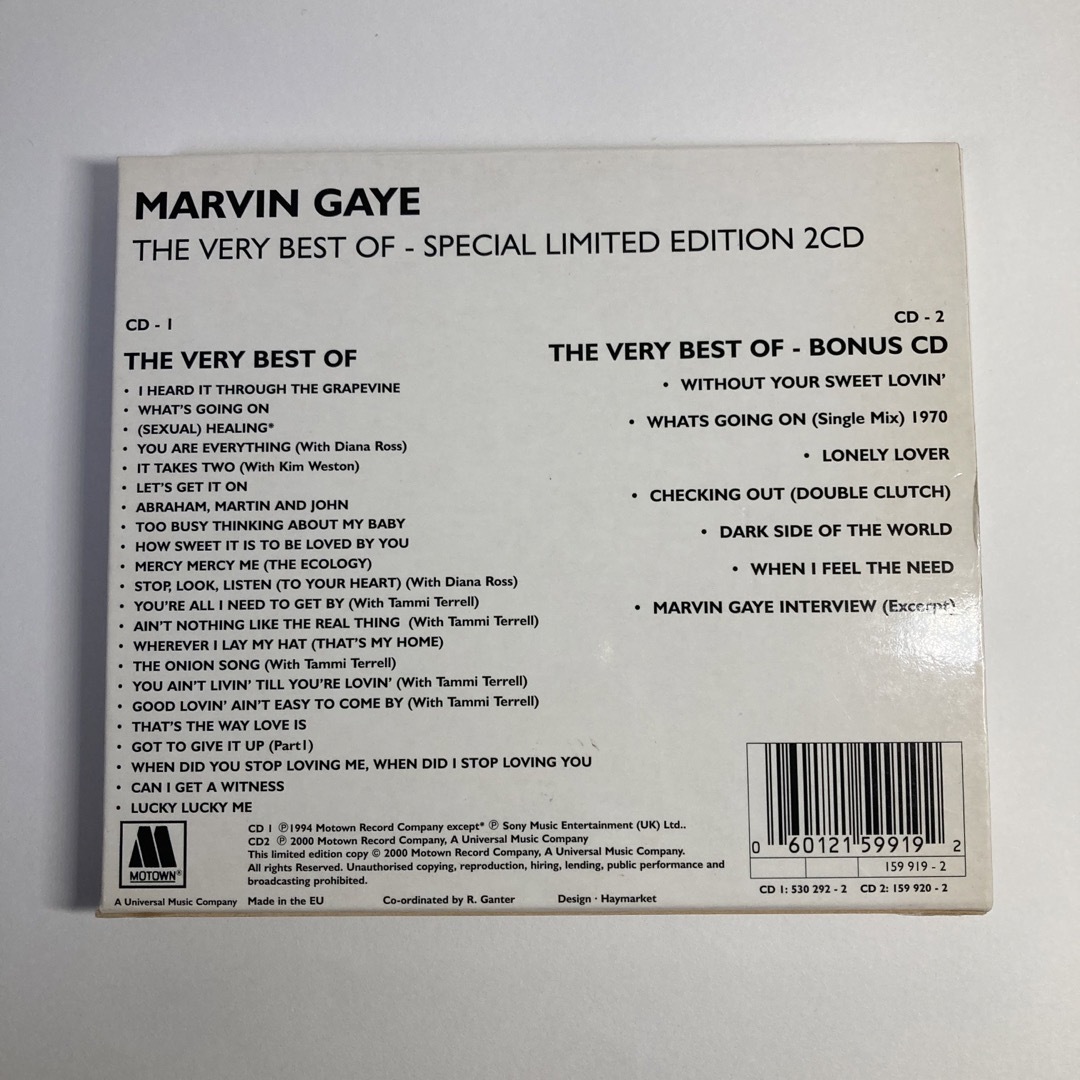 MARVIN GAYE
THE VERY BEST OF - SPECIAL LIMITED EDITION 2CD
CD - 1
THE VERY BEST OF
• I HEARD IT THROUGH THE GRAPEVINE
• WHAT'S GOING ON
• (SEXUAL) HEALING*
• YOU ARE EVERYTHING (With Diana Ross)
• IT TAKES TWO (With Kim Weston)
• LET'S GET IT ON
• ABRAHAM, MARTIN AND JOHN
• TOO BUSY THINKING ABOUT MY BABY
• HOW SWEET IT IS TO BE LOVED BY YOU
• MERCY MERCY ME (THE ECOLOGY)
• STOP, LOOK, LISTEN (TO YOUR HEART) (With Diana Ross)
• YOU'RE ALL I NEED TO GET BY (With Tammi Terrell)
• AIN'T NOTHING LIKE THE REAL THING (With Tammi Terrell)
• WHEREVER I LAY MY HAT (THAT'S MY HOME)
• THE ONION SONG (With Tammi Terrell)
• YOU AIN'T LIVIN' TILL YOU'RE LOVIN' (With Tammi Terrell)
• GOOD LOVIN' AIN'T EASY TO COME BY (With Tammi Terrell)
• THAT'S THE WAY LOVE IS
• GOT TO GIVE IT UP (Part1)
• WHEN DID YOU STOP LOVING ME, WHEN DID I STOP LOVING YOU
• CAN I GET A WITNESS
• LUCKY LUCKY ME
CD - 2
THE VERY BEST OF - BONUS CD
• WITHOUT YOUR SWEET LOVIN'
• WHATS GOING ON (Single Mix) 1970
• LONELY LOVER
• CHECKING OUT (DOUBLE CLUTCH)
• DARK SIDE OF THE WORLD
• WHEN I FEEL THE NEED
• MARVIN GAYE INTERVIEW (Excerpt)
MOTOWN®
A Universal Music Company
CD 1 ℗1994 Motown Record Company except* ℗ Sony Music Entertainment (UK) Ltd..
CD2 ℗ 2000 Motown Record Company, A Universal Music Company
This limited edition copy © 2000 Motown Record Company, A Universal Music Company.
All rights Reserved. Unauthorised copying, reproduction, hiring, lending, public performance and
broadcasting prohibited.
Made in the EU Co-ordinated by R. Ganter Design · Haymarket
0 60121 59919 2
159 919 - 2
CD 1: 530 292 - 2 CD 2: 159 920 - 2